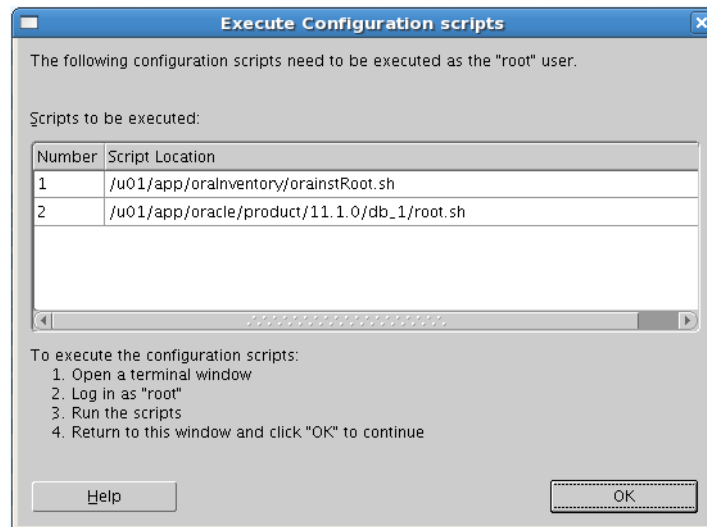 Execute Configuration scripts
The following configuration scripts need to be executed as the "root" user.
Scripts to be executed:
Number Script Location
1 /u01/app/oraInventory/orainstRoot.sh
2 /u01/app/oracle/product/11.1.0/db_1/root.sh
To execute the configuration scripts:
1. Open a terminal window
2. Log in as "root"
3. Run the scripts
4. Return to this window and click "OK" to continue
Help OK